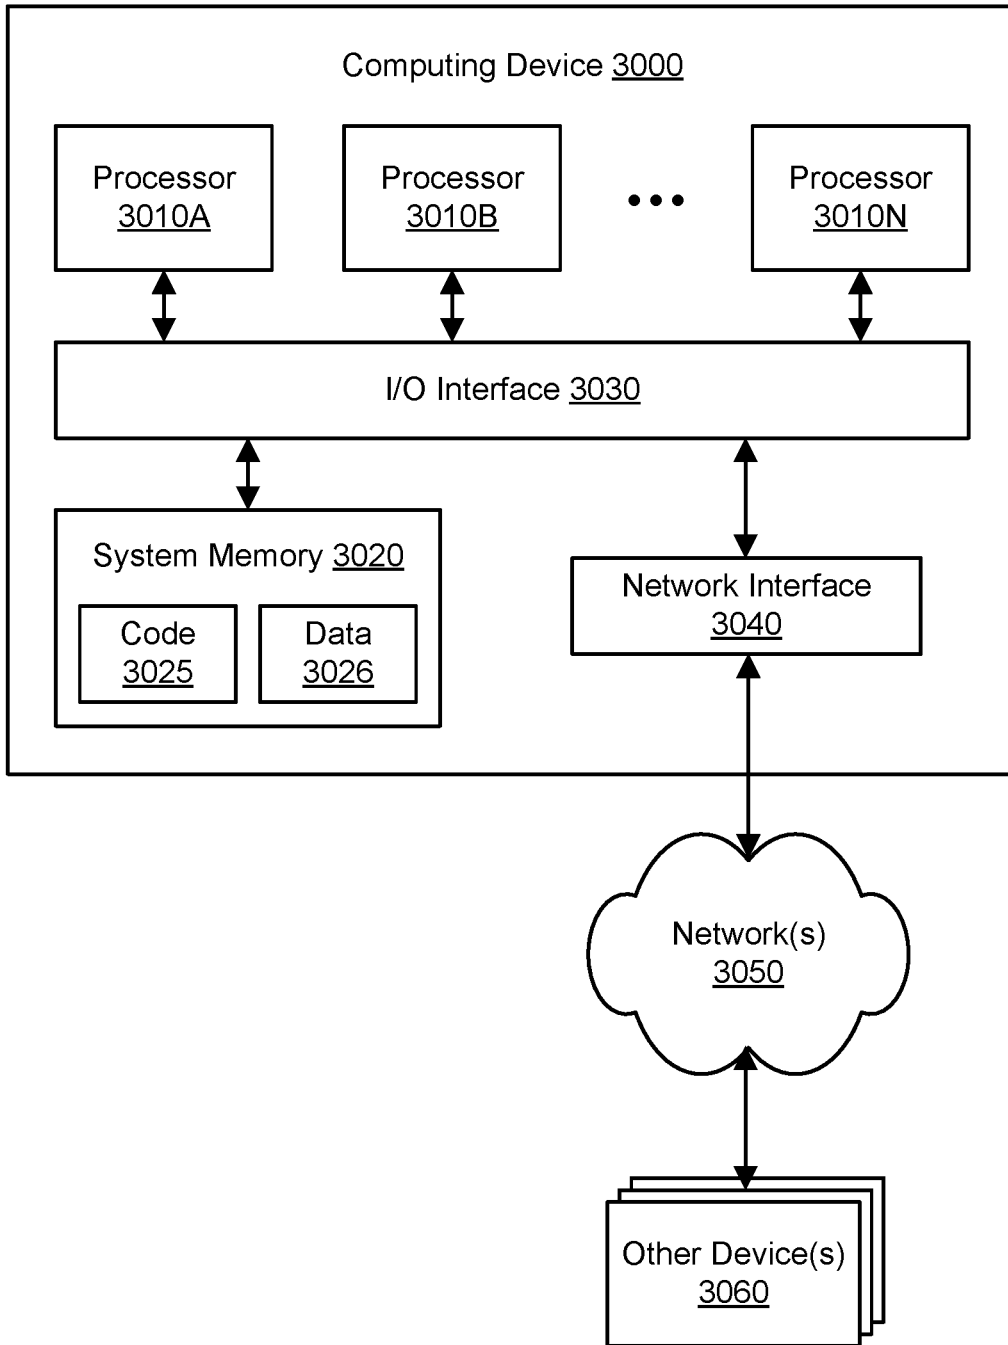 Computing Device 3000
Processor
3010A
Processor
3010B
Processor
3010N
I/O Interface 3030
System Memory 3020
Code
3025
Data
3026
Network Interface
3040
Network(s)
3050
Other Device(s)
3060